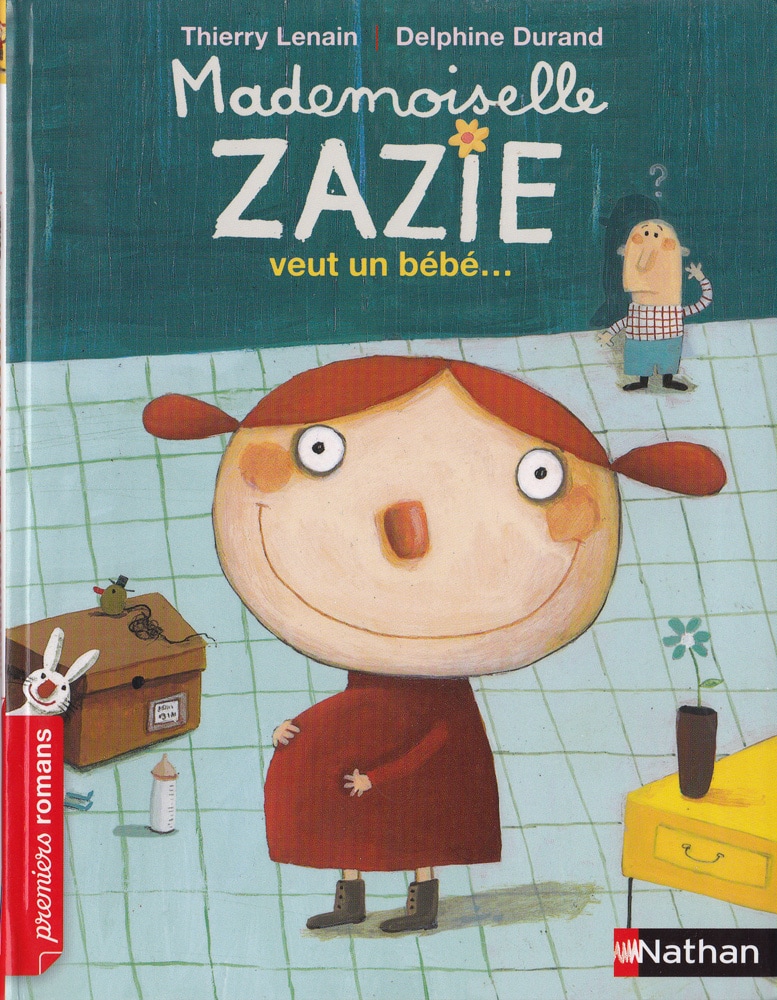 Thierry Lenain | Delphine Durand
Mademoiselle
ZAZIE
veut un bébé...
?
premiers romans
Nathan